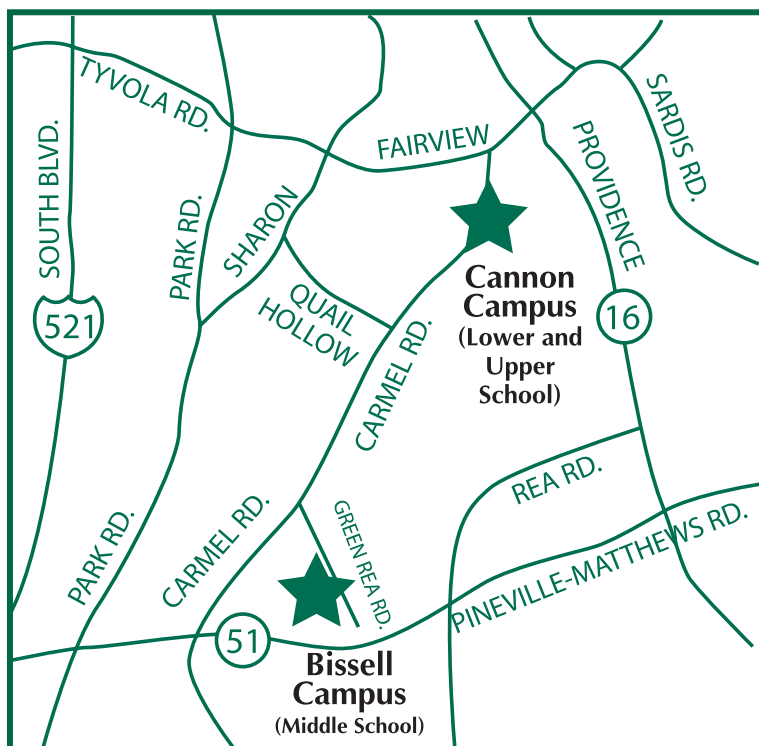 TYVOLA RD.
FAIRVIEW
SARDIS RD.
PROVIDENCE
SOUTH BLVD.
PARK RD.
SHARON
Cannon
Campus
(Lower and
Upper
School)
QUAIL
HOLLOW
521
16
CARMEL RD.
REA RD.
GREEN REA RD.
CARMEL RD.
PARK RD.
PINEVILLE-MATTHEWS RD.
51
Bissell
Campus
(Middle School)